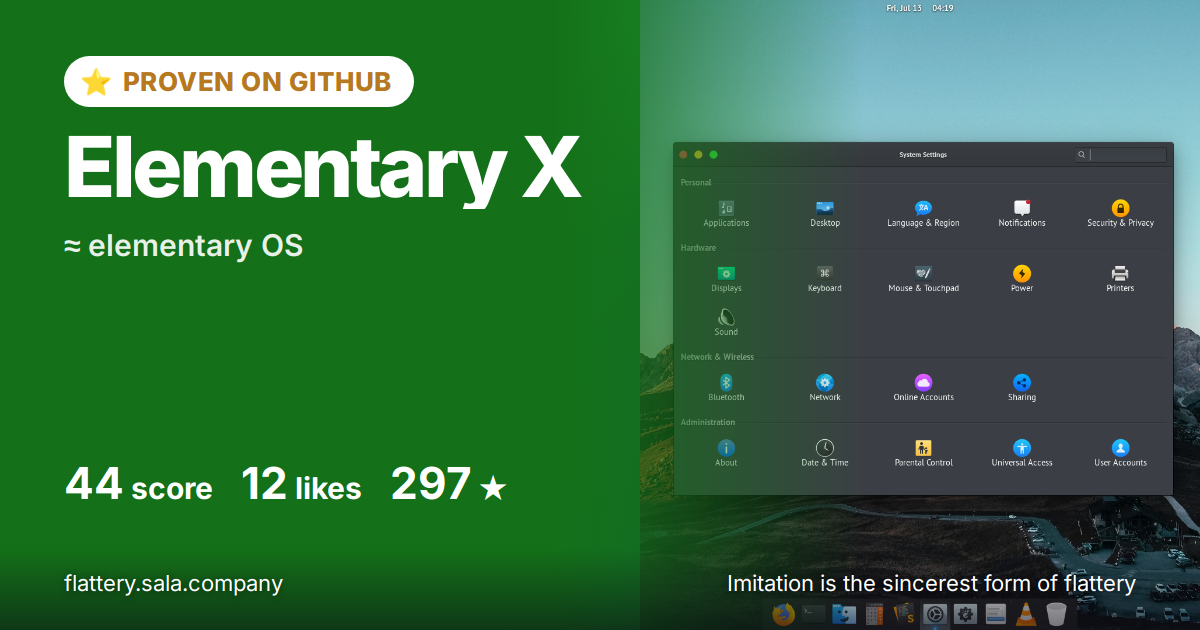 ⭐ PROVEN ON GITHUB
Elementary X
≈ elementary OS
44 score 12 likes 297 ★
flattery.sala.company
Fri, Jul 13 04:19
System Settings
Personal
Applications Desktop Language & Region Notifications Security & Privacy
Hardware
Displays Keyboard Mouse & Touchpad Power Printers
Sound
Network & Wireless
Bluetooth Network Online Accounts Sharing
Administration
About Date & Time Parental Control Universal Access User Accounts
Imitation is the sincerest form of flattery